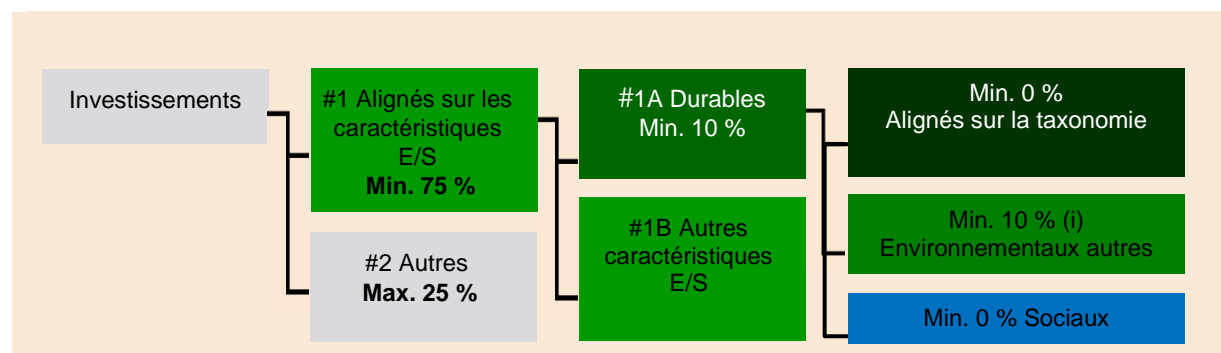 Investissements
#1 Alignés sur les
caractéristiques
E/S
Min. 75 %
#2 Autres
Max. 25 %
#1A Durables
Min. 10 %
#1B Autres
caractéristiques
E/S
Min. 0 %
Alignés sur la taxonomie
Min. 10 % (i)
Environnementaux autres
Min. 0 % Sociaux